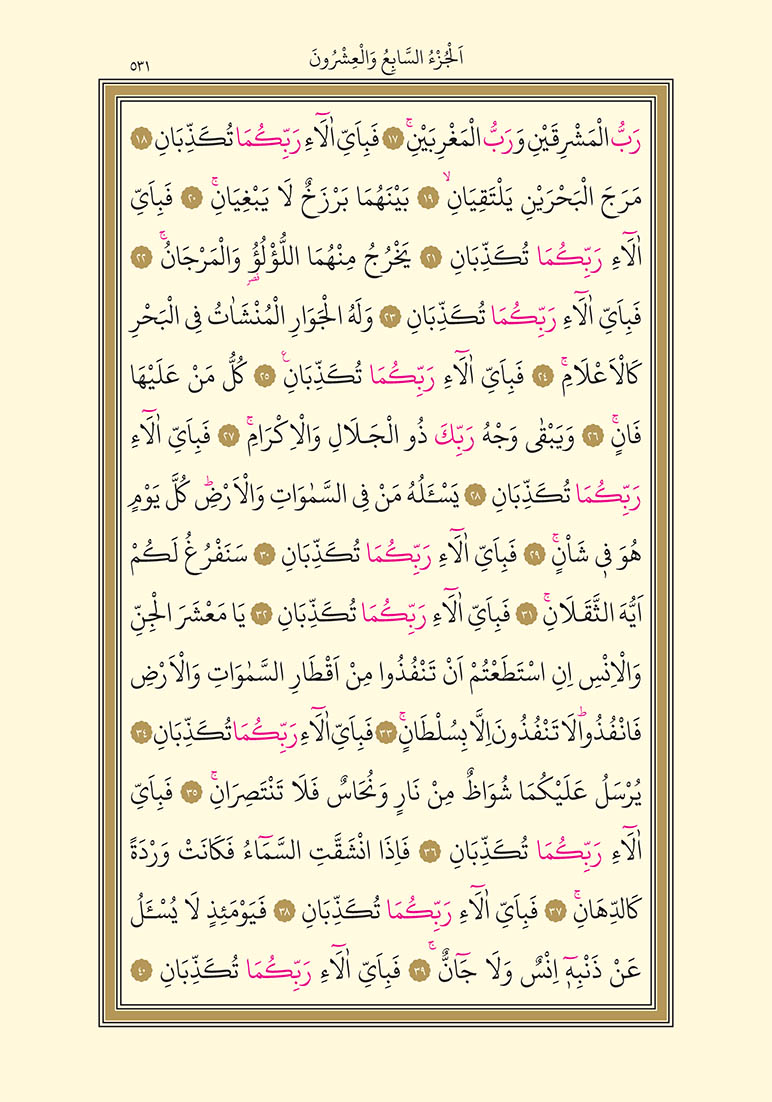 اَلْجُزْءُ السَّابِعُ وَالْعِشْرُونَ
٥٣١
رَبُّ الْمَشْرِقَيْنِ وَرَبُّ الْمَغْرِبَيْنِۚ ﴿١٧﴾ فَبِاَيِّ اٰلَٓاءِ رَبِّكُمَا تُكَذِّبَانِ ﴿١٨﴾
مَرَجَ الْبَحْرَيْنِ يَلْتَقِيَانِۙ ﴿١٩﴾ بَيْنَهُمَا بَرْزَخٌ لَا يَبْغِيَانِۚ ﴿٢٠﴾ فَبِاَيِّ
اٰلَٓاءِ رَبِّكُمَا تُكَذِّبَانِ ﴿٢١﴾ يَخْرُجُ مِنْهُمَا اللُّؤْلُؤُ۬ وَالْمَرْجَانُۚ ﴿٢٢﴾
فَبِاَيِّ اٰلَٓاءِ رَبِّكُمَا تُكَذِّبَانِ ﴿٢٣﴾ وَلَهُ الْجَوَارِ الْمُنْشَاٰتُ فِي الْبَحْرِ
كَالْاَعْلَامِۚ ﴿٢٤﴾ فَبِاَيِّ اٰلَٓاءِ رَبِّكُمَا تُكَذِّبَانِ۟ ﴿٢٥﴾ كُلُّ مَنْ عَلَيْهَا
فَانٍۚ ﴿٢٦﴾ وَيَبْقٰى وَجْهُ رَبِّكَ ذُو الْجَلَالِ وَالْاِكْرَامِۚ ﴿٢٧﴾ فَبِاَيِّ اٰلَٓاءِ
رَبِّكُمَا تُكَذِّبَانِ ﴿٢٨﴾ يَسْـَٔلُهُ مَنْ فِي السَّمٰوَاتِ وَالْاَرْضِۜ كُلَّ يَوْمٍ
هُوَ ف۪ي شَاْنٍۚ ﴿٢٩﴾ فَبِاَيِّ اٰلَٓاءِ رَبِّكُمَا تُكَذِّبَانِ ﴿٣٠﴾ سَنَفْرُغُ لَكُمْ
اَيُّهَ الثَّقَلَانِۚ ﴿٣١﴾ فَبِاَيِّ اٰلَٓاءِ رَبِّكُمَا تُكَذِّبَانِ ﴿٣٢﴾ يَا مَعْشَرَ الْجِنِّ
وَالْاِنْسِ اِنِ اسْتَطَعْتُمْ اَنْ تَنْفُذُوا مِنْ اَقْطَارِ السَّمٰوَاتِ وَالْاَرْضِ
فَانْفُذُواۜ لَا تَنْفُذُونَ اِلَّا بِسُلْطَانٍۚ ﴿٣٣﴾ فَبِاَيِّ اٰلَٓاءِ رَبِّكُمَا تُكَذِّبَانِ ﴿٣٤﴾
يُرْسَلُ عَلَيْكُمَا شُوَاظٌ مِنْ نَارٍ وَنُحَاسٌ فَلَا تَنْتَصِرَانِۚ ﴿٣٥﴾ فَبِاَيِّ
اٰلَٓاءِ رَبِّكُمَا تُكَذِّبَانِ ﴿٣٦﴾ فَاِذَا انْشَقَّتِ السَّمَٓاءُ فَكَانَتْ وَرْدَةً
كَالدِّهَانِۚ ﴿٣٧﴾ فَبِاَيِّ اٰلَٓاءِ رَبِّكُمَا تُكَذِّبَانِ ﴿٣٨﴾ فَيَوْمَئِذٍ لَا يُسْـَٔلُ
عَنْ ذَنْبِه۪ٓ اِنْسٌ وَلَا جَٓانٌّۚ ﴿٣٩﴾ فَبِاَيِّ اٰلَٓاءِ رَبِّكُمَا تُكَذِّبَانِ ﴿٤٠﴾